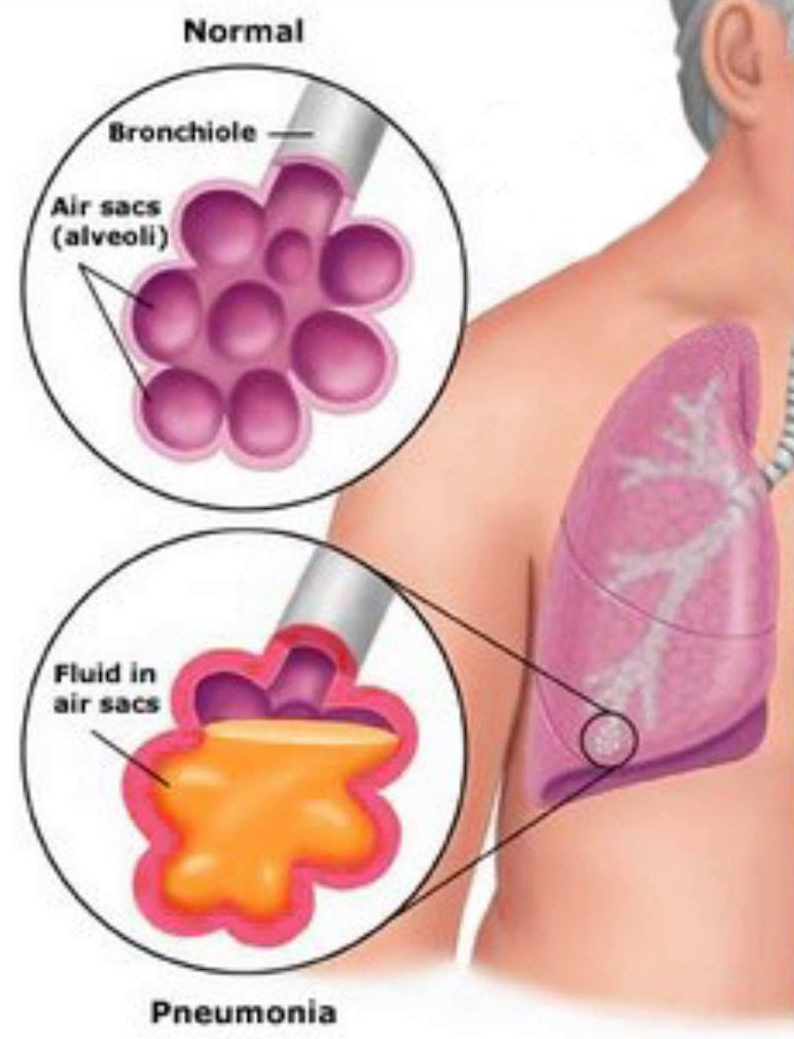 Normal
Bronchiole
Air sacs
(alveoli)
Fluid in
air sacs
Pneumonia